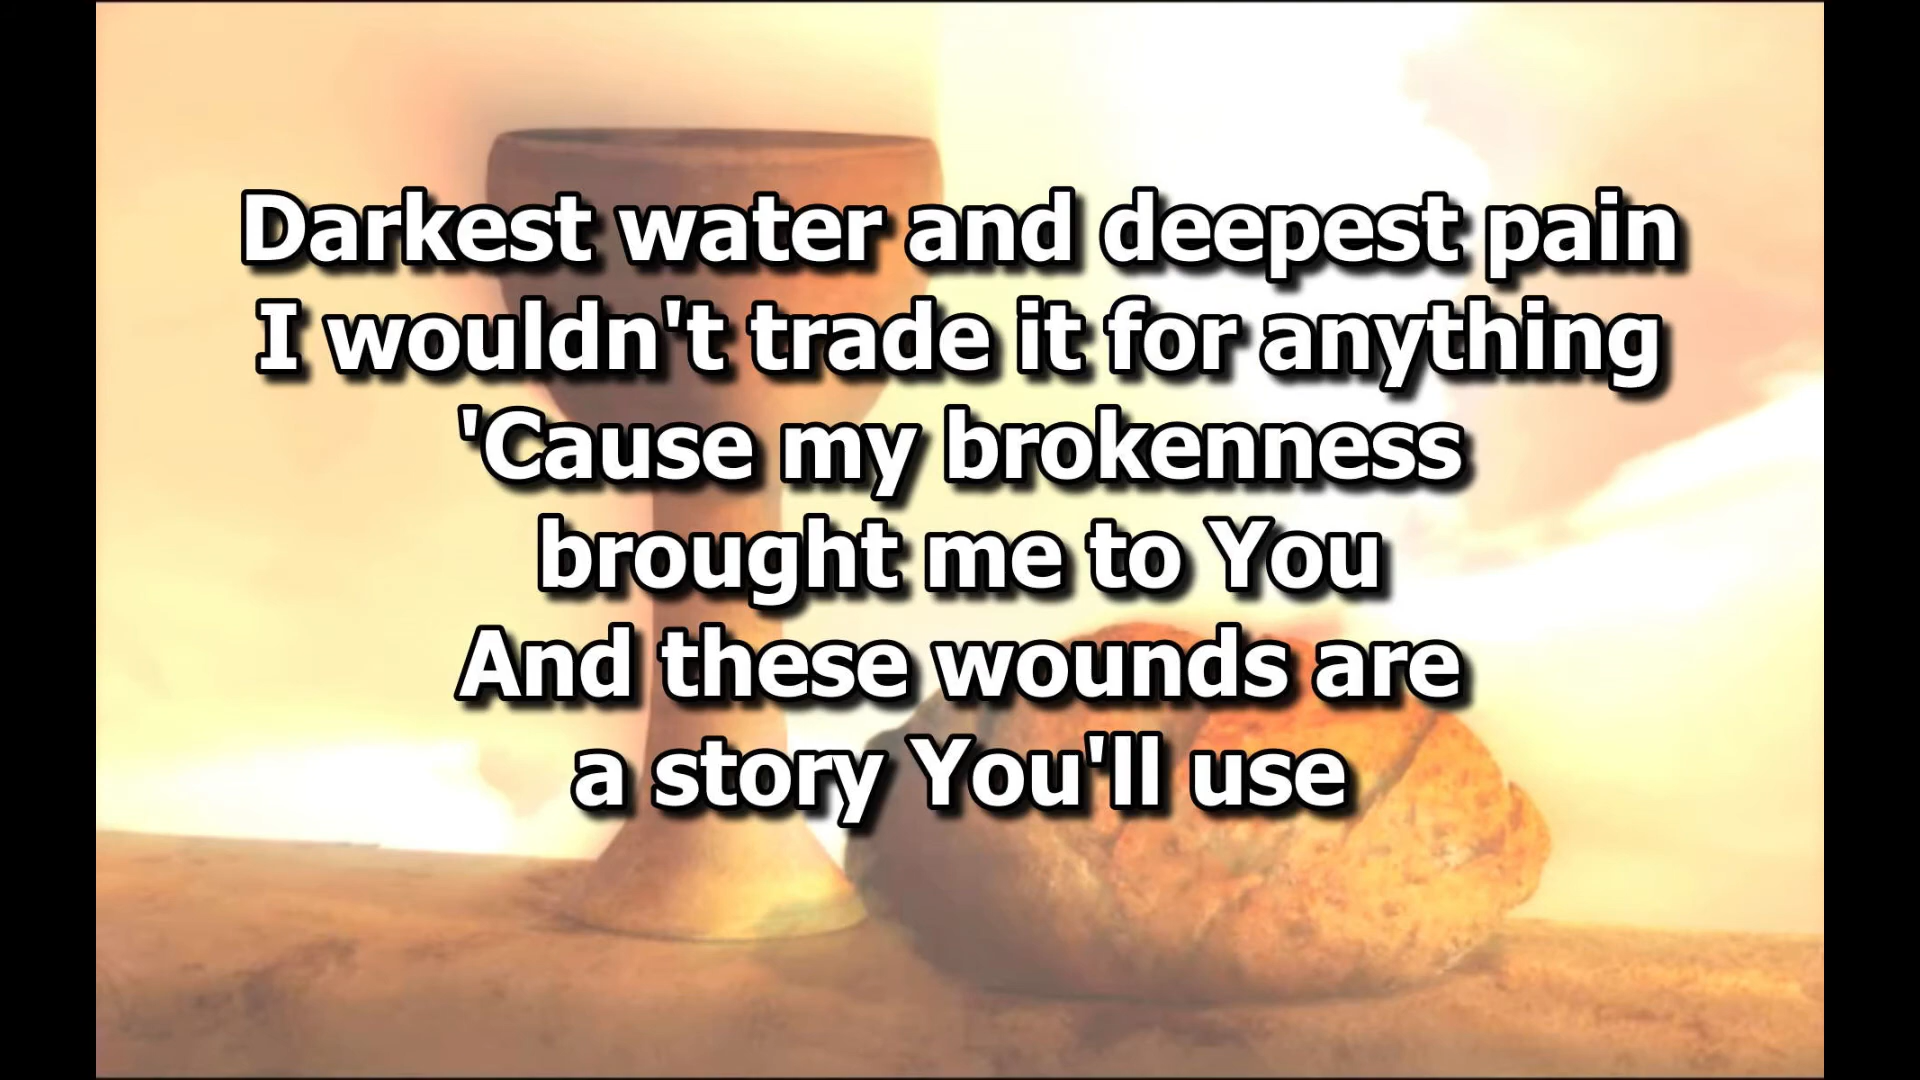 Darkest water and deepest pain
I wouldn't trade it for anything
'Cause my brokenness
brought me to You
And these wounds are
a story You'll use